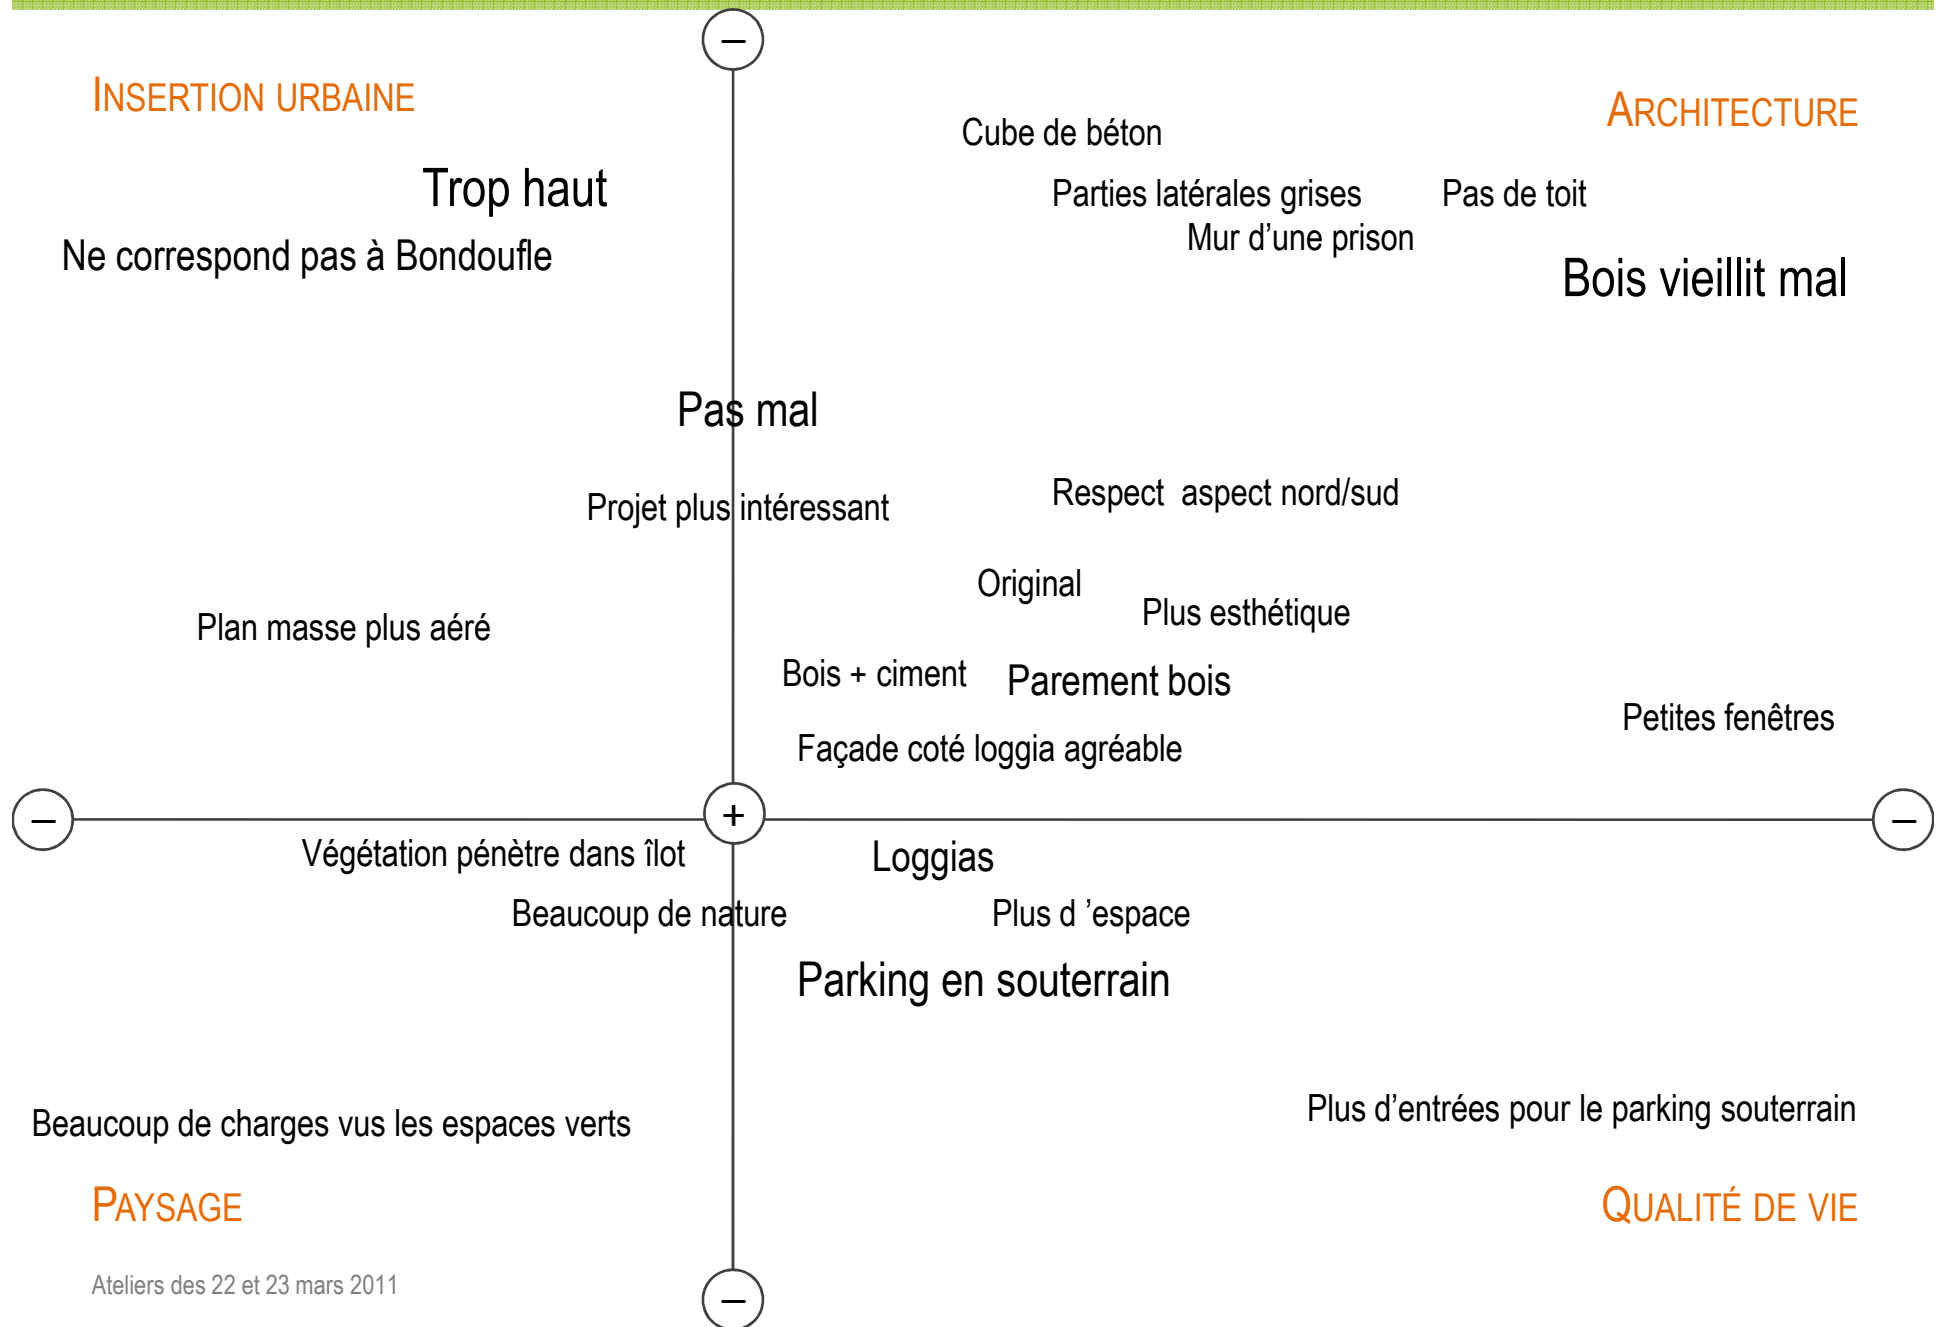 –
INSERTION URBAINE
ARCHITECTURE
Cube de béton
Trop haut
Parties latérales grises
Pas de toit
Mur d’une prison
Ne correspond pas à Bondoufle
Bois vieillit mal
Pas mal
Projet plus intéressant
Respect aspect nord/sud
Original
Plus esthétique
Plan masse plus aéré
Bois + ciment
Parement bois
Petites fenêtres
Façade coté loggia agréable
–
+
–
Végétation pénètre dans îlot
Loggias
Beaucoup de nature
Plus d ’espace
Parking en souterrain
Beaucoup de charges vus les espaces verts
Plus d’entrées pour le parking souterrain
PAYSAGE
QUALITÉ DE VIE
Ateliers des 22 et 23 mars 2011
–